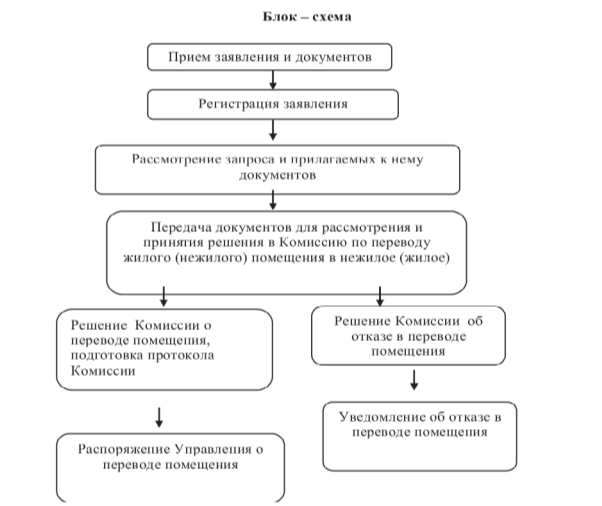 Блок – схема
Прием заявления и документов
Регистрация заявления
Рассмотрение запроса и прилагаемых к нему
документов
Передача документов для рассмотрения и
принятия решения в Комиссию по переводу
жилого (нежилого) помещения в нежилое (жилое)
Решение Комиссии о
переводе помещения,
подготовка протокола
Комиссии
Решение Комиссии об
отказе в переводе
помещения
Распоряжение Управления о
переводе помещения
Уведомление об отказе в
переводе помещения